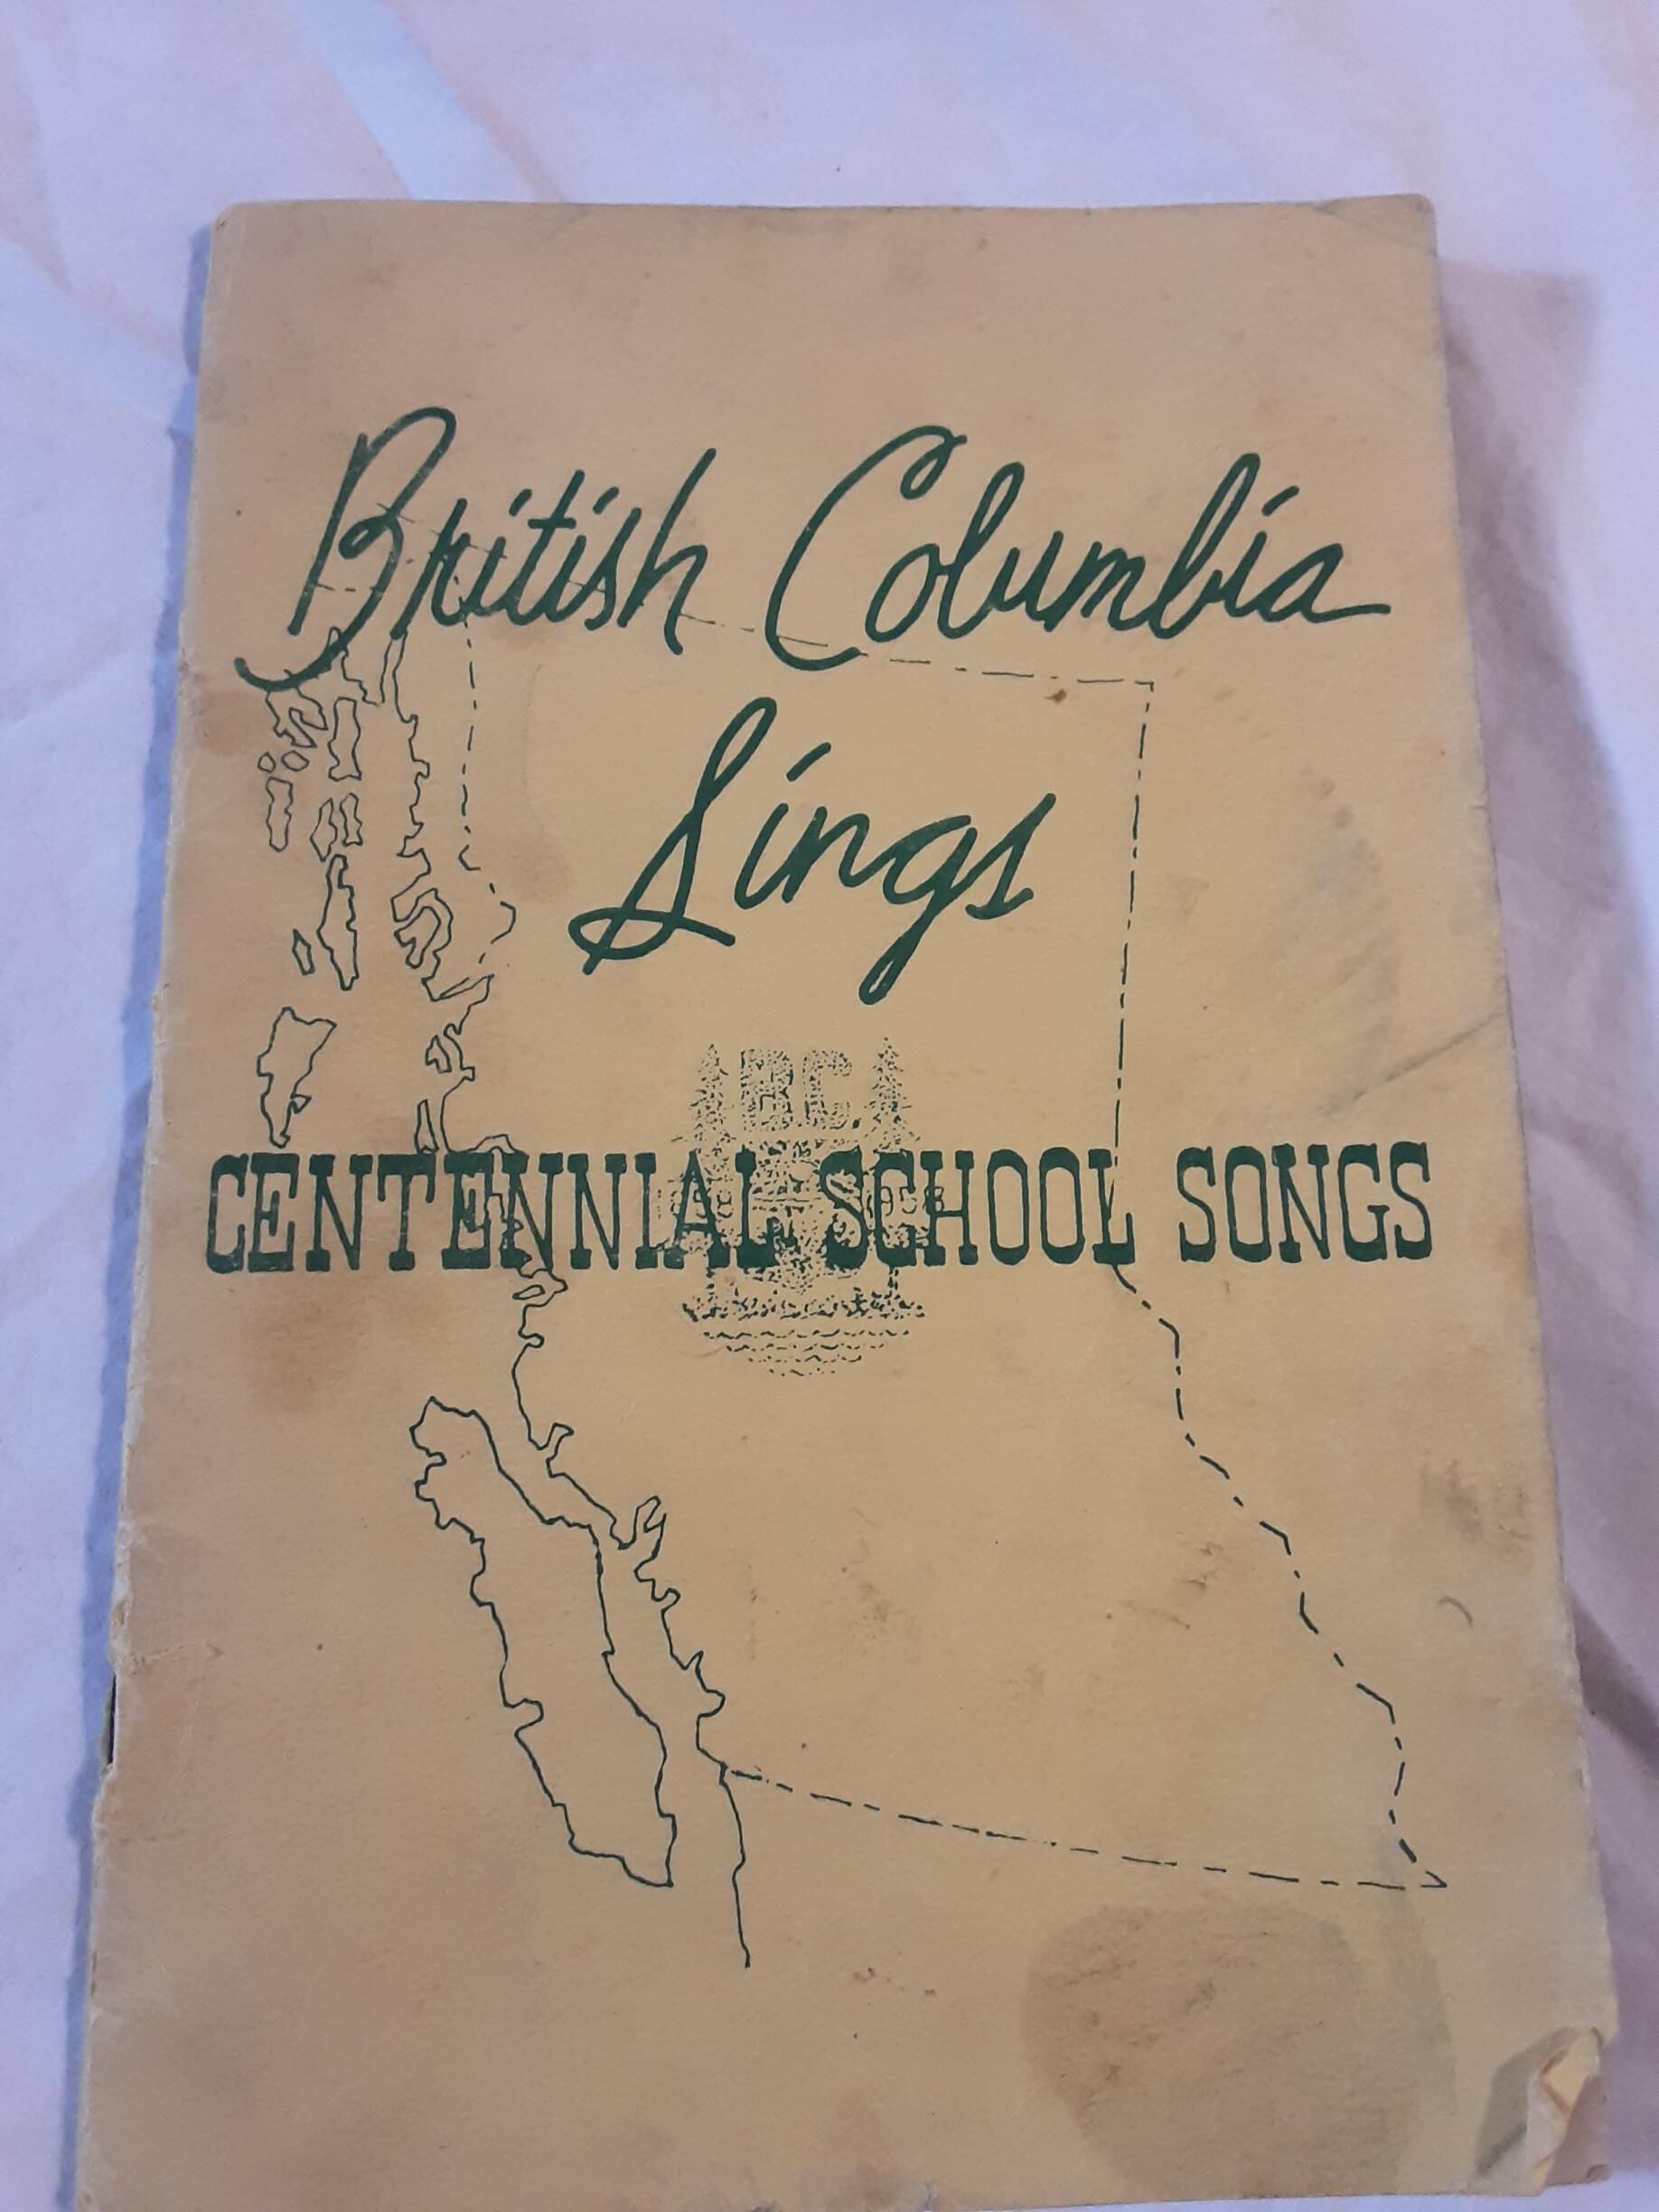 British Columbia
Sings
B.C.
CENTENNIAL SCHOOL SONGS